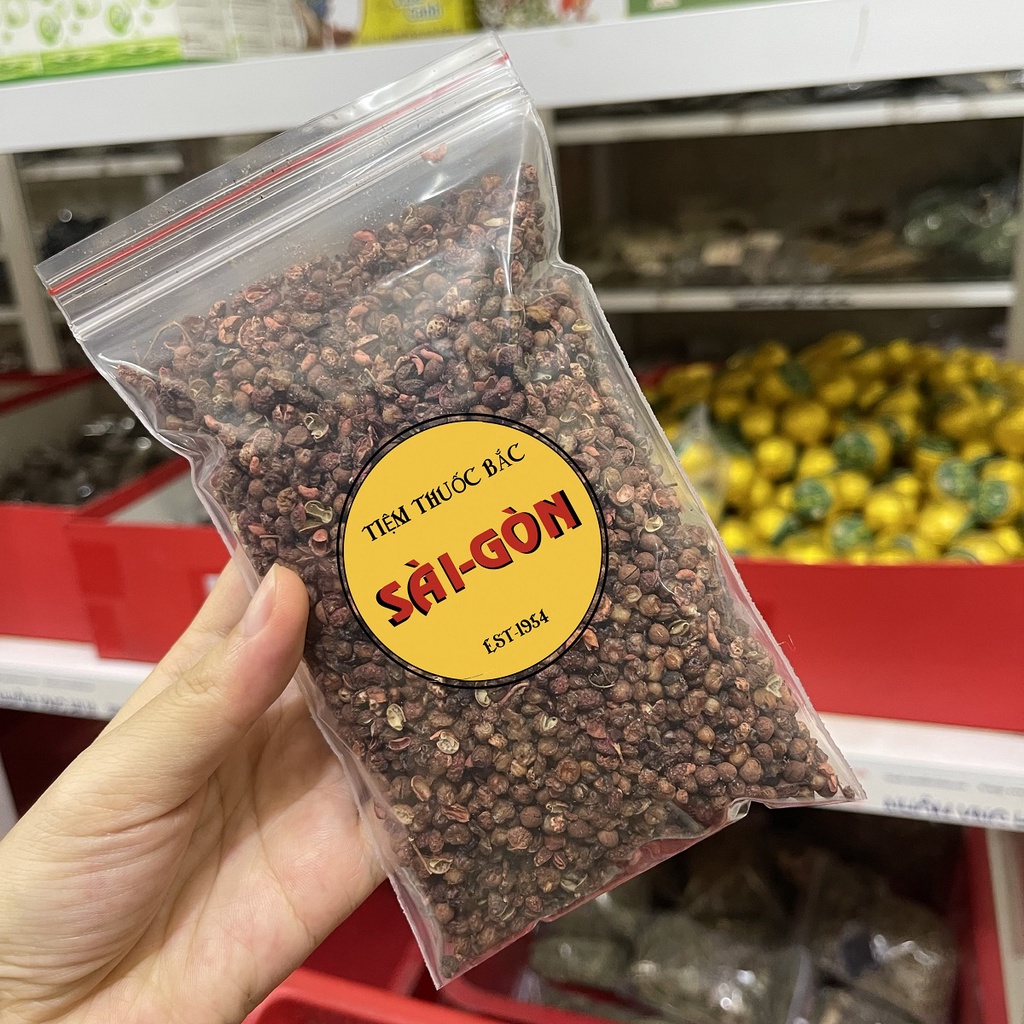 TIỆM THUỐC BẮC
SÀI-GÒN
EST-1954